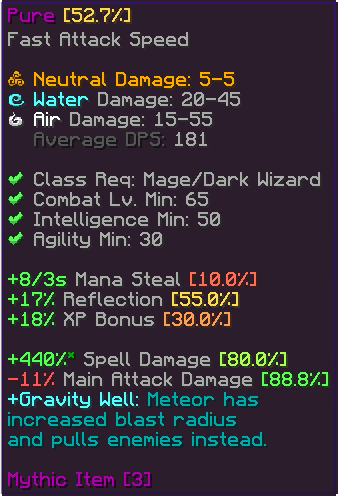 Pure [52.7%]
Fast Attack Speed
Neutral Damage: 5-5
Water Damage: 20-45
Air Damage: 15-55
Average DPS: 181
✔ Class Req: Mage/Dark Wizard
✔ Combat Lv. Min: 65
✔ Intelligence Min: 50
✔ Agility Min: 30
+8/3s Mana Steal [10.0%]
+17% Reflection [55.0%]
+18% XP Bonus [30.0%]
+440%* Spell Damage [80.0%]
-11% Main Attack Damage [88.8%]
+Gravity Well: Meteor has
increased blast radius
and pulls enemies instead.
Mythic Item [3]